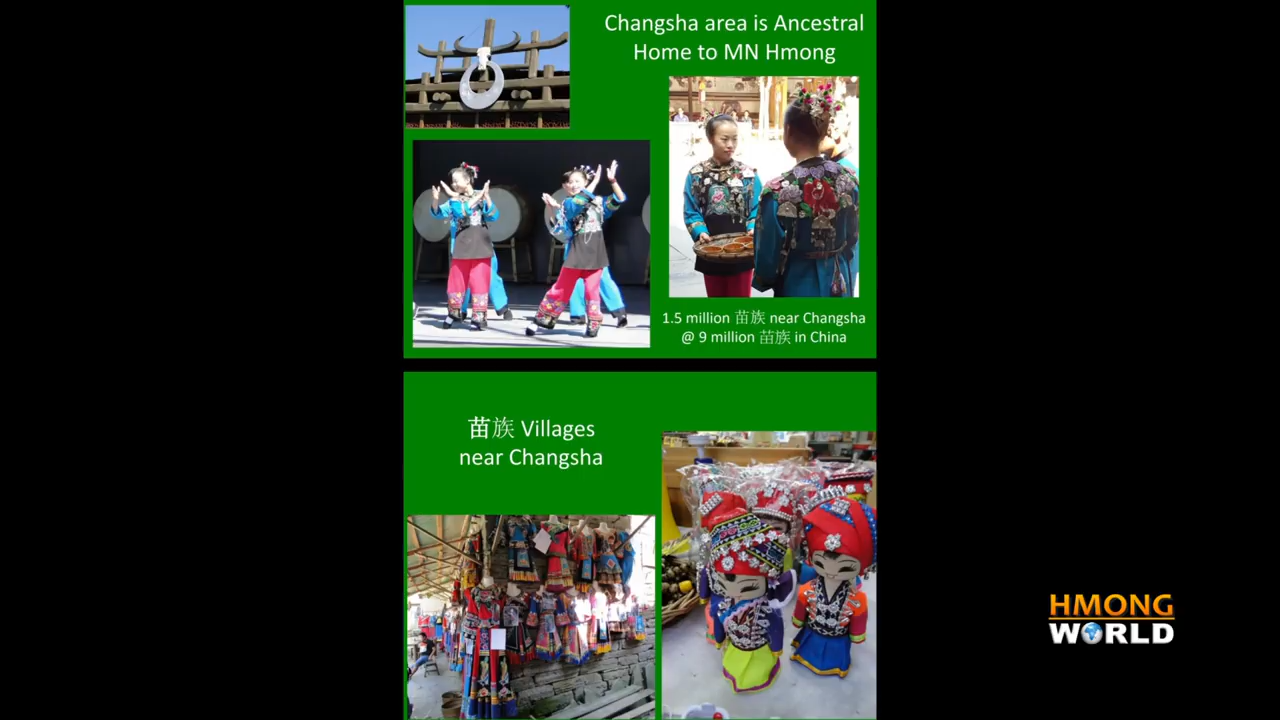 Changsha area is Ancestral
Home to MN Hmong
1.5 million 苗族 near Changsha
@ 9 million 苗族 in China
苗族 Villages
near Changsha
HMONG
WORLD